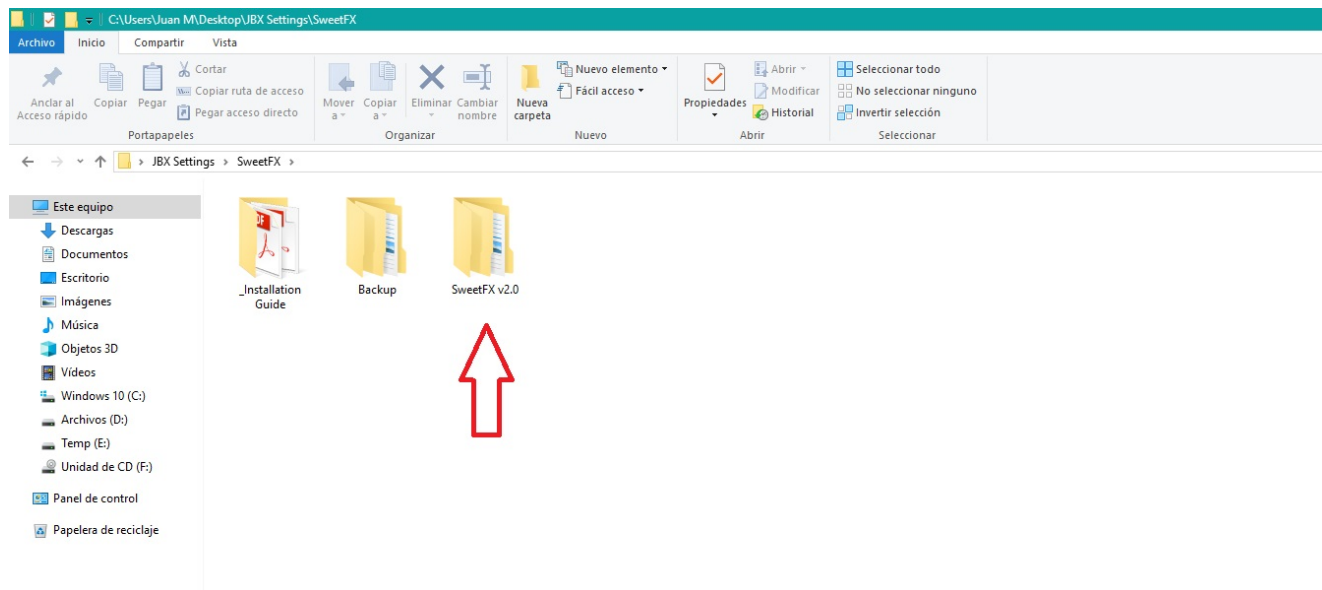 C:\Users\Juan M\Desktop\JBX Settings\SweetFX
Archivo Inicio Compartir Vista
Anclar al
Acceso rápido
Copiar
Pegar
Cortar
Copiar ruta de acceso
Pegar acceso directo
Portapapeles
Mover
a
Copiar
a
Eliminar
Cambiar
nombre
Organizar
Nueva
carpeta
Nuevo elemento
Fácil acceso
Nuevo
Propiedades
Abrir
Modificar
Historial
Abrir
Seleccionar todo
No seleccionar ninguno
Invertir selección
Seleccionar
JBX Settings > SweetFX >
Este equipo
Descargas
Documentos
Escritorio
Imágenes
Música
Objetos 3D
Vídeos
Windows 10 (C:)
Archivos (D:)
Temp (E:)
Unidad de CD (F:)
Panel de control
Papelera de reciclaje
_Installation
Guide
Backup
SweetFX v2.0